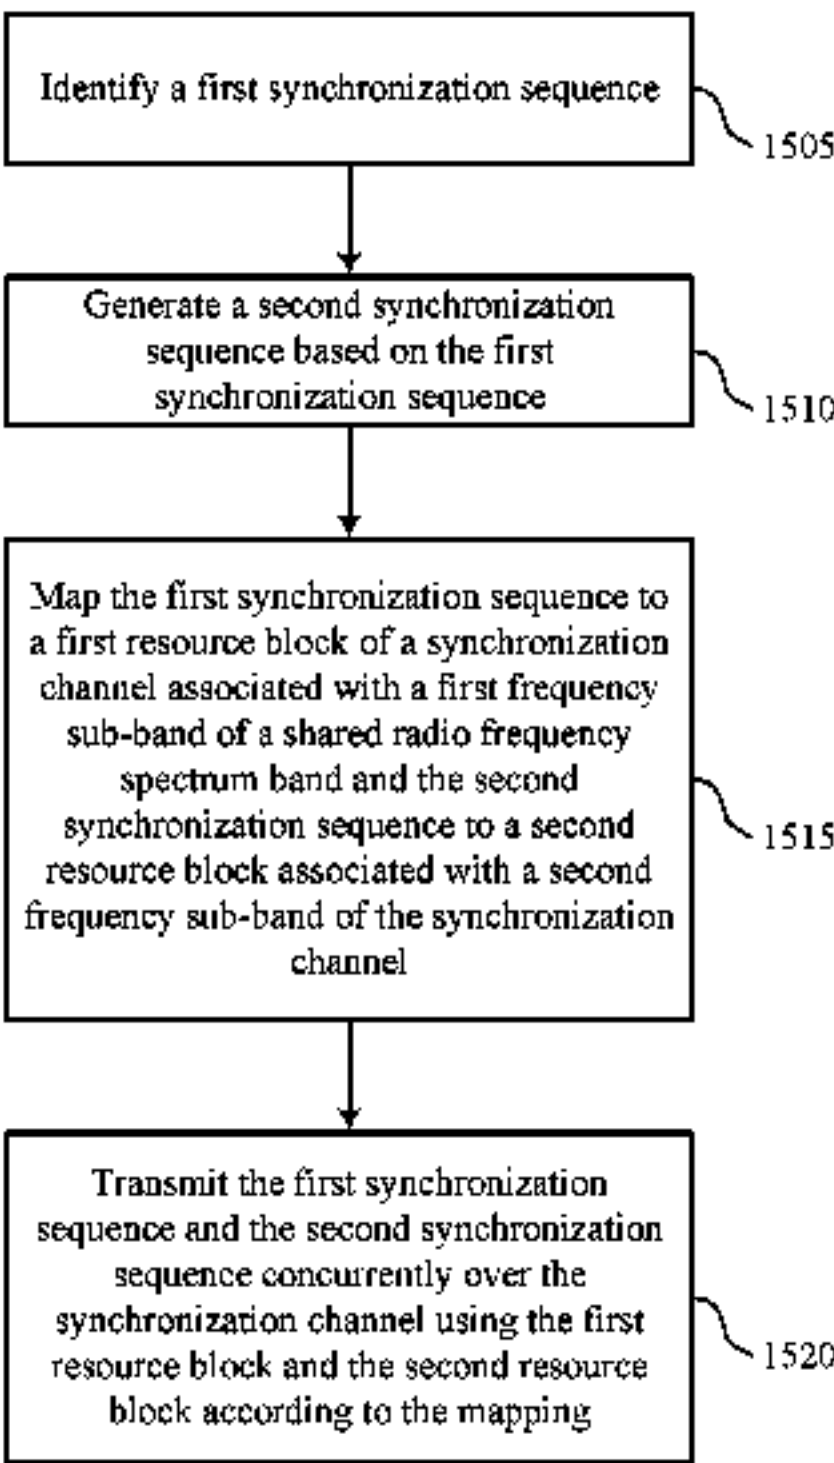 Identify a first synchronization sequence
1505
Generate a second synchronization
sequence based on the first
synchronization sequence
1510
Map the first synchronization sequence to
a first resource block of a synchronization
channel associated with a first frequency
sub-band of a shared radio frequency
spectrum band and the second
synchronization sequence to a second
resource block associated with a second
frequency sub-band of the synchronization
channel
1515
Transmit the first synchronization
sequence and the second synchronization
sequence concurrently over the
synchronization channel using the first
resource block and the second resource
block according to the mapping
1520